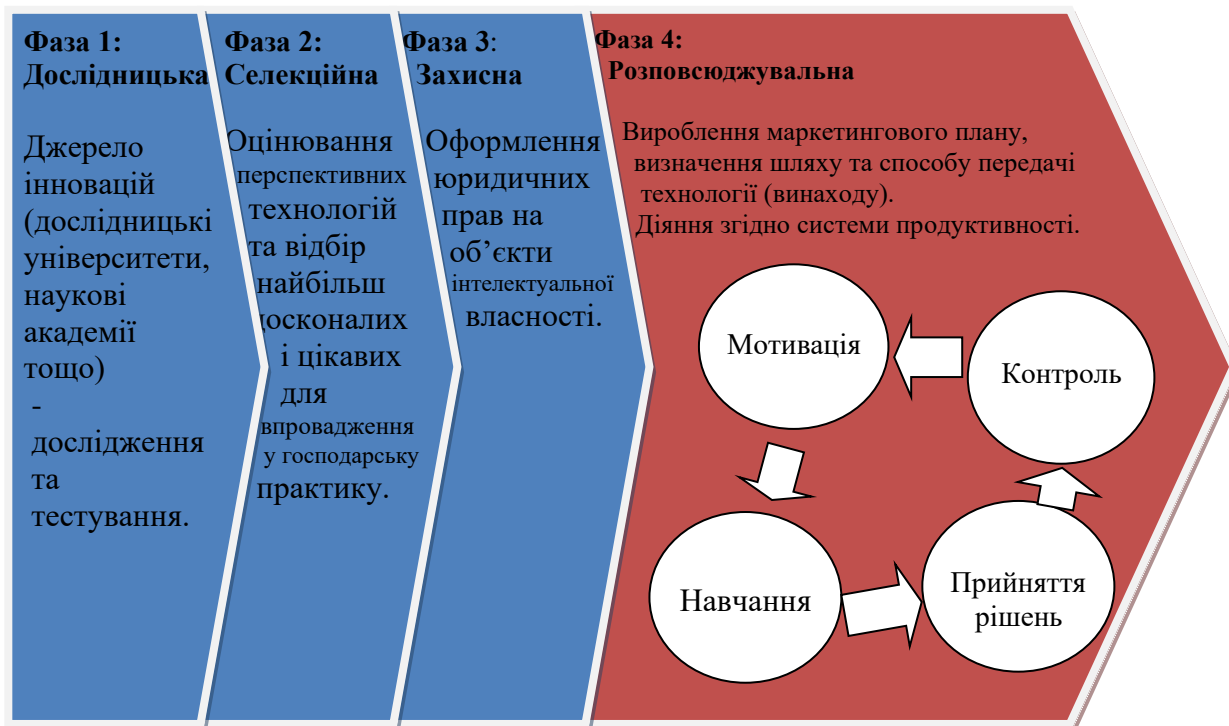 Фаза 1:
Дослідницька
Джерело
інновацій
(дослідницькі
університети,
наукові
академії
тощо)
-
дослідження
та
тестування.
Фаза 2:
Селекційна
Оцінювання
перспективних
технологій
та відбір
найбільш
досконалих
і цікавих
для
впровадження
у господарську
практику.
Фаза 3:
Захисна
Оформлення
юридичних
прав на
об’єкти
інтелектуальної
власності.
Фаза 4:
Розповсюджувальна
Вироблення маркетингового плану,
визначення шляху та способу передачі
технології (винаходу).
Діяння згідно системи продуктивності.
Мотивація
Контроль
Навчання
Прийняття
рішень